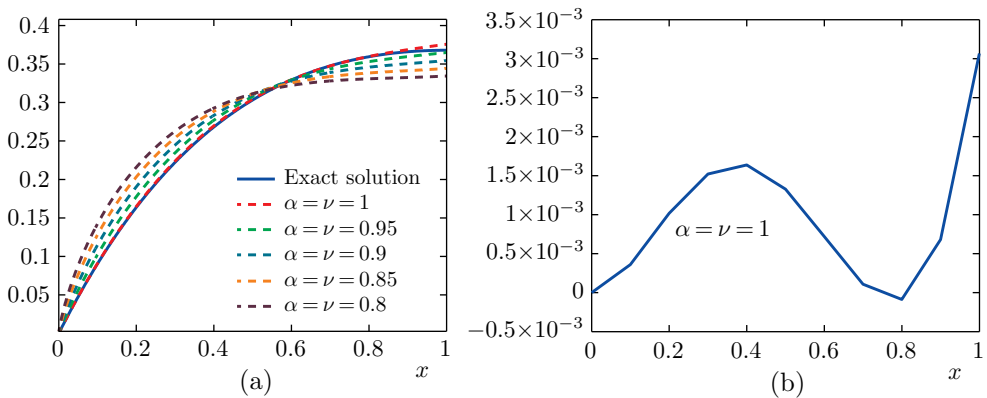 0.4
0.35
0.3
0.25
0.2
0.15
0.1
0.05
0 0.2 0.4 0.6 0.8 1
x
Exact solution
α = ν = 1
α = ν = 0.95
α = ν = 0.9
α = ν = 0.85
α = ν = 0.8
(a)
3.5×10⁻³
3×10⁻³
2.5×10⁻³
2×10⁻³
1.5×10⁻³
1×10⁻³
0.5×10⁻³
0
−0.5×10⁻³
0 0.2 0.4 0.6 0.8 1
x
α = ν = 1
(b)